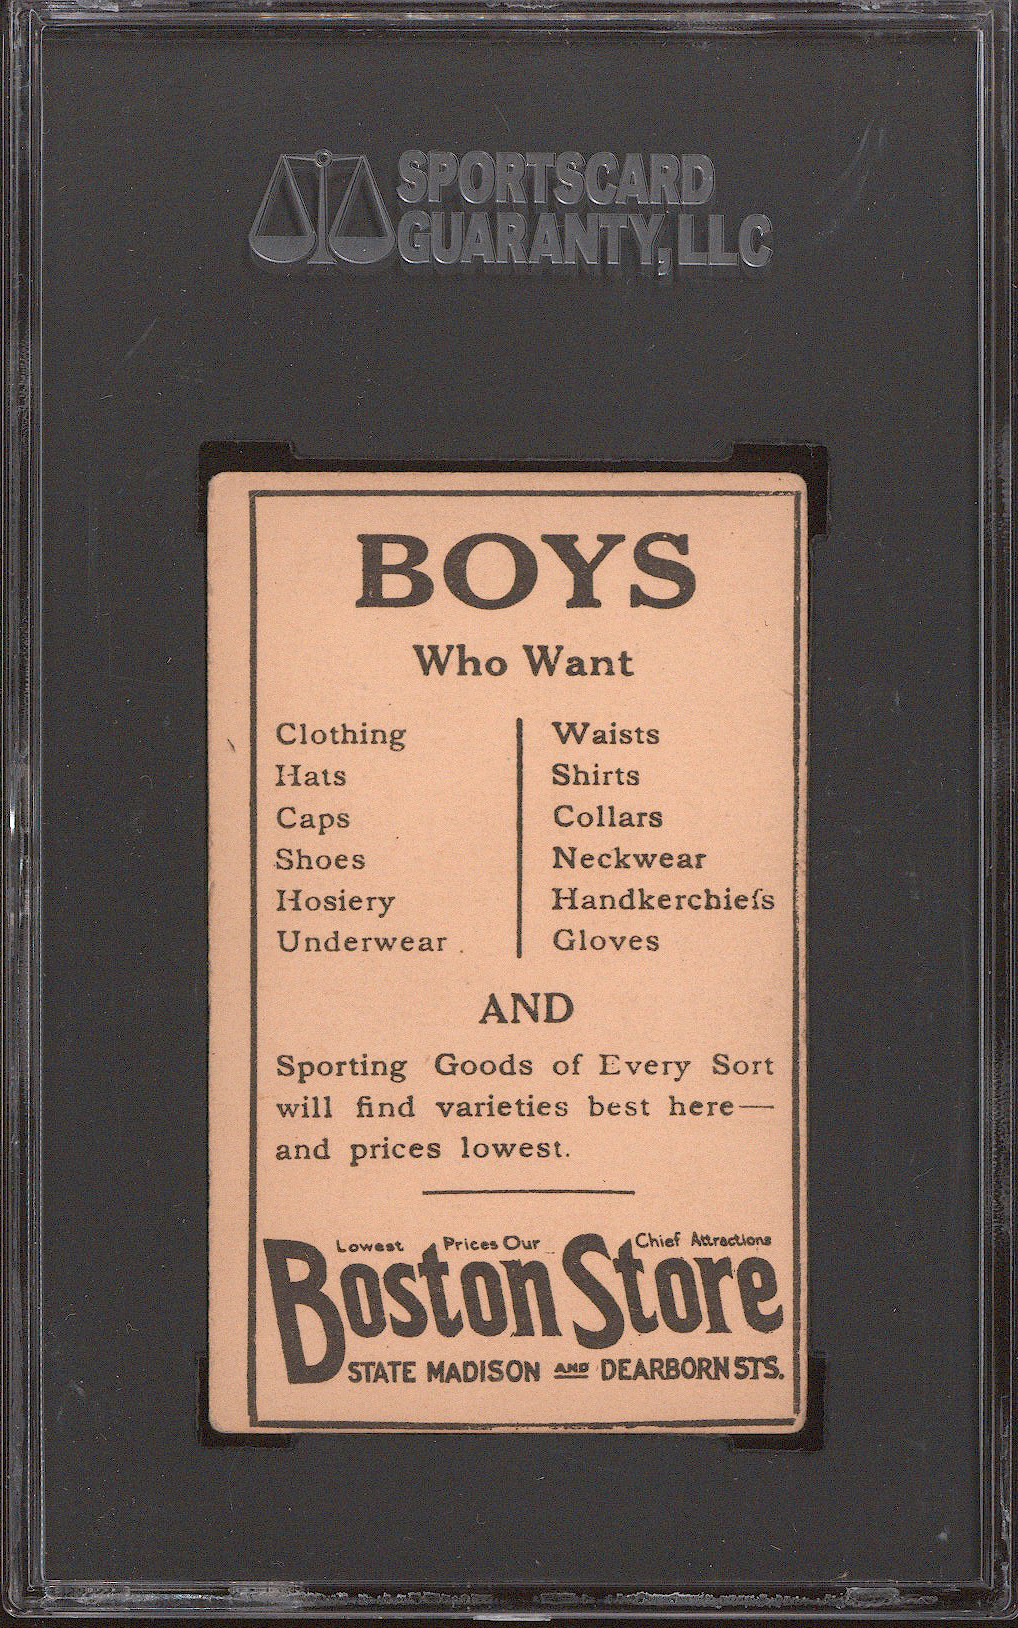 SPORTSCARD
GUARANTY, LLC
BOYS
Who Want
Clothing
Hats
Caps
Shoes
Hosiery
Underwear
Waists
Shirts
Collars
Neckwear
Handkerchiefs
Gloves
AND
Sporting Goods of Every Sort
will find varieties best here—
and prices lowest.
Lowest Prices Our Chief Attractions
Boston Store
STATE MADISON AND DEARBORN STS.